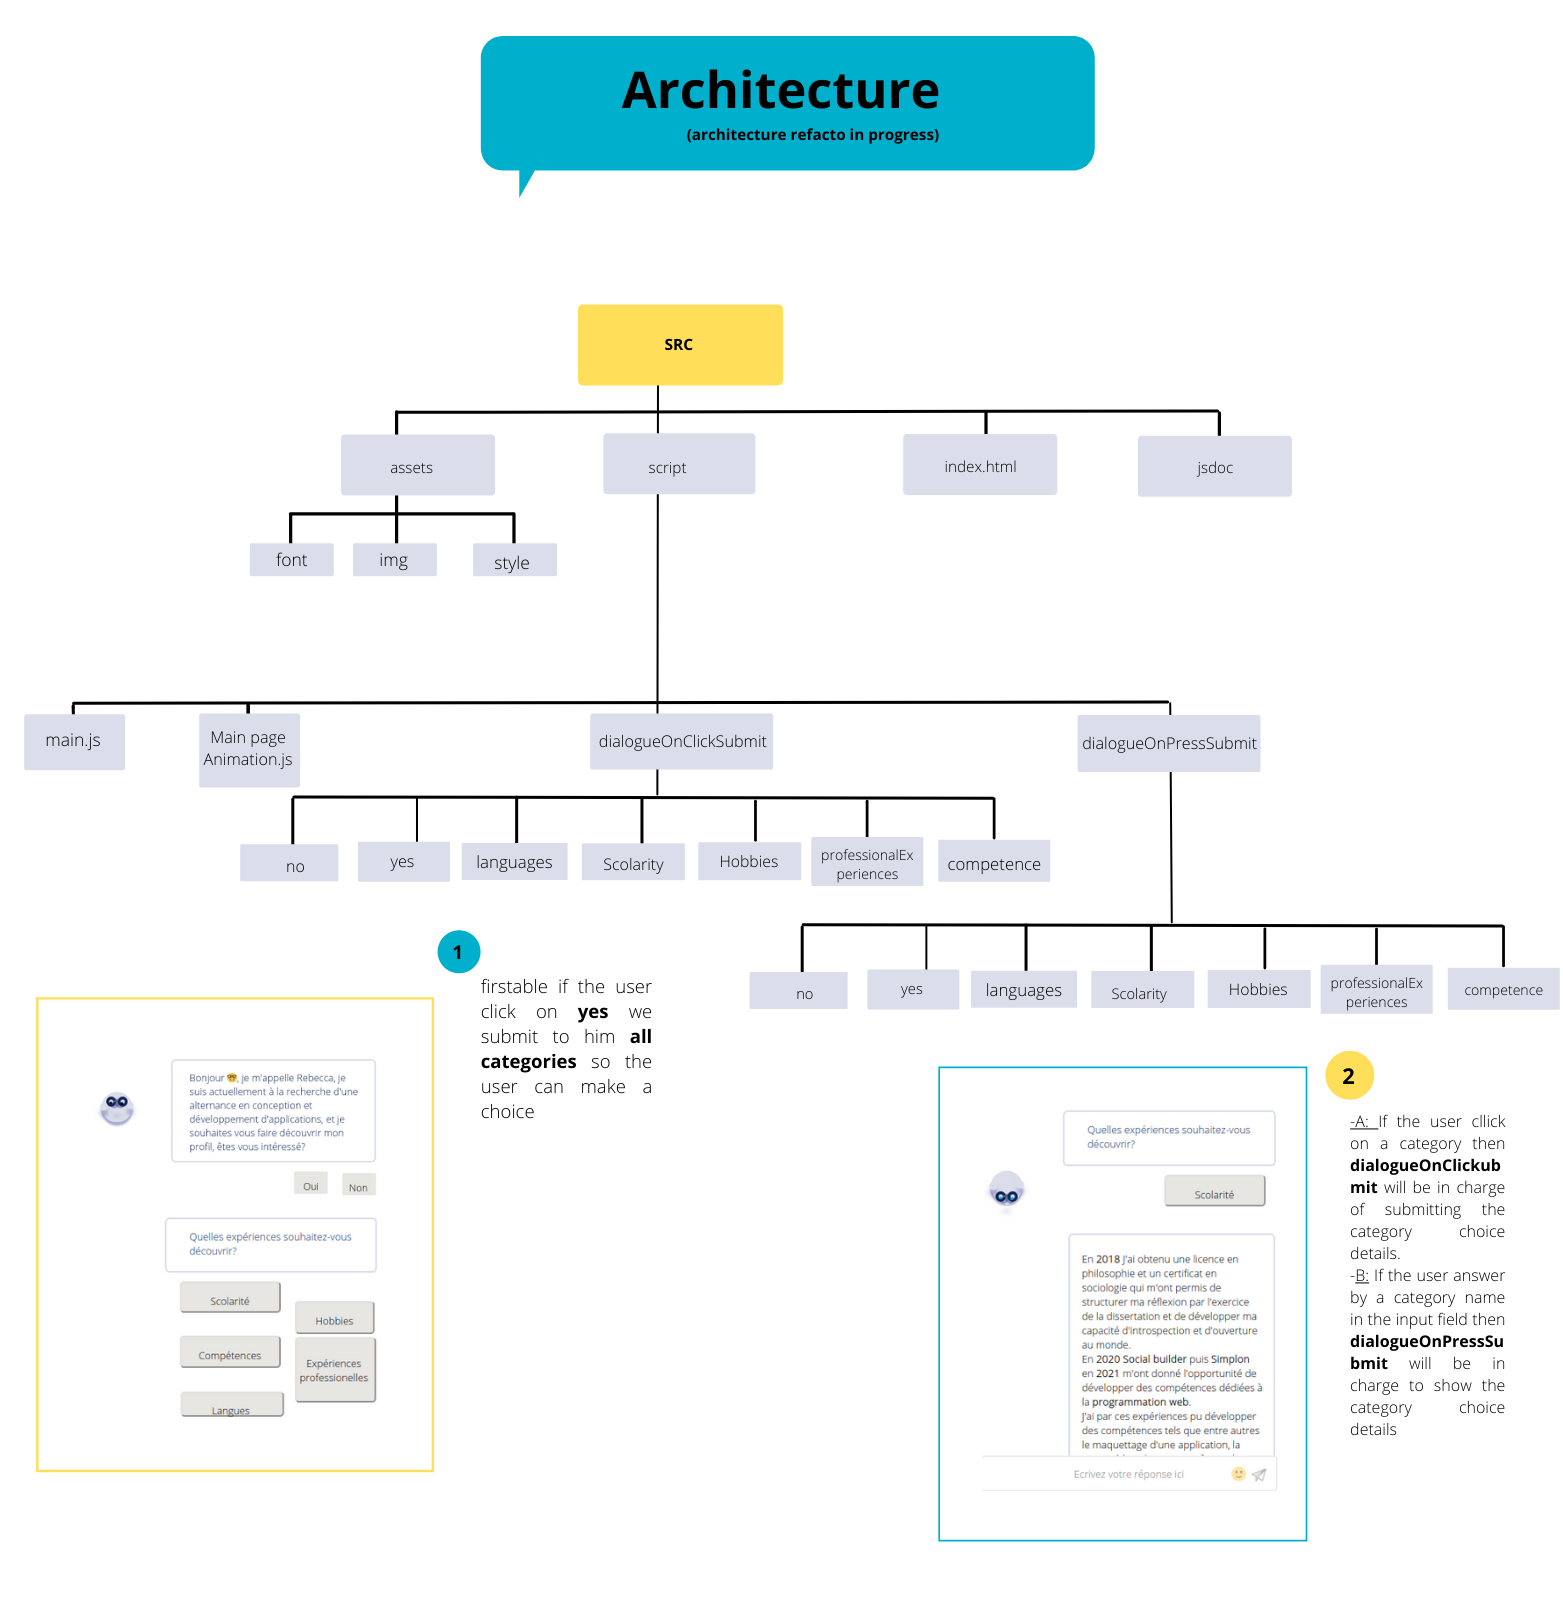 Architecture
(architecture refacto in progress)
SRC
assets
script
index.html
jsdoc
font
img
style
main.js
Main page
Animation.js
dialogueOnClickSubmit
dialogueOnPressSubmit
no
yes
languages
Scolarity
Hobbies
professionalEx
periences
competence
no
yes
languages
Scolarity
Hobbies
professionalEx
periences
competence
1
firstable if the user
click on yes we
submit to him all
categories so the
user can make a
choice
Bonjour 🤓, je m'appelle Rebecca, je
suis actuellement à la recherche d'une
alternance en conception et
développement d'applications, et je
souhaites vous faire découvrir mon
profil, êtes vous intéressé?
Oui
Non
Quelles expériences souhaitez-vous
découvrir?
Scolarité
Hobbies
Compétences
Expériences
professionelles
Langues
2
-A: If the user cllick
on a category then
dialogueOnClickub
mit will be in charge
of submitting the
category choice
details.
-B: If the user answer
by a category name
in the input field then
dialogueOnPressSu
bmit will be in
charge to show the
category choice
details
Quelles expériences souhaitez-vous
découvrir?
Scolarité
En 2018 J'ai obtenu une licence en
philosophie et un certificat en
sociologie qui m'ont permis de
structurer ma réflexion par l'exercice
de la dissertation et de développer ma
capacité d'introspection et d'ouverture
au monde.
En 2020 Social builder puis Simplon
en 2021 m'ont donné l'opportunité de
développer des compétences dédiées à
la programmation web.
J'ai par ces expériences pu développer
des compétences tels que entre autres
le maquettage d'une application, la
Ecrivez votre réponse ici